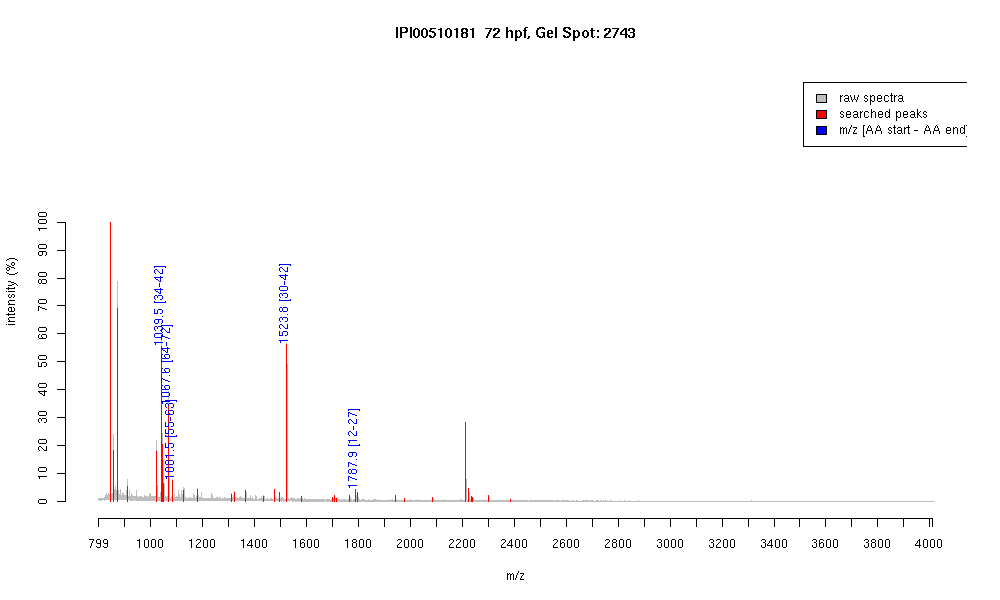 IPI00510181 72 hpf, Gel Spot: 2743
raw spectra
searched peaks
m/z [AA start - AA end]
intensity (%)
100
90
80
70
60
50
40
30
20
10
0
1039.5 [34-42]
1067.6 [64-72]
1081.5 [55-63]
1523.8 [30-42]
1787.9 [12-27]
799 1000 1200 1400 1600 1800 2000 2200 2400 2600 2800 3000 3200 3400 3600 3800 4000
m/z